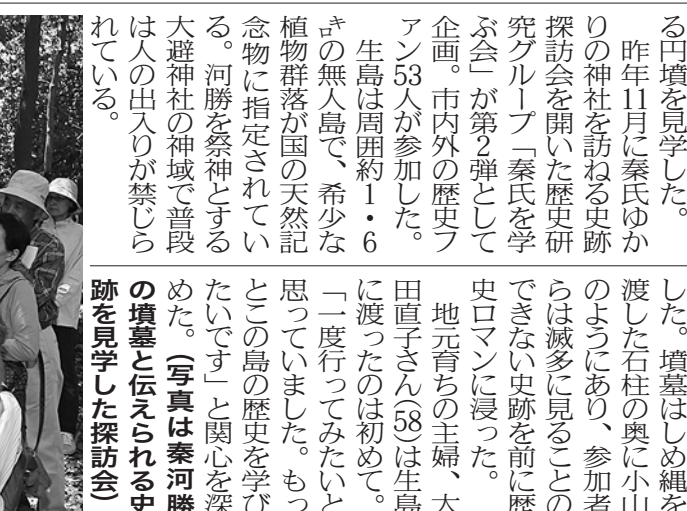 る円墳を見学した。
　昨年11月に秦氏ゆか
りの神社を訪ねる史跡
探訪会を開いた歴史研
究グループ「秦氏を学
ぶ会」が第2弾として
企画。市内外の歴史フ
ァン53人が参加した。
　生島は周囲約1・6
㌔の無人島で、希少な
植物群落が国の天然記
念物に指定されてい
る。河勝を祭神とする
大避神社の神域で普段
は人の出入りが禁じら
れている。
した。墳墓はしめ縄を
渡した石柱の奥に小山
のようにあり、参加者
らは滅多に見ることの
できない史跡を前に歴
史ロマンに浸った。
　地元育ちの主婦、大
田直子さん(58)は生島
に渡ったのは初めて。
「一度行ってみたいと
思っていました。もっ
とこの島の歴史を学び
たいです」と関心を深
めた。(写真は秦河勝
の墳墓と伝えられる史
跡を見学した探訪会)